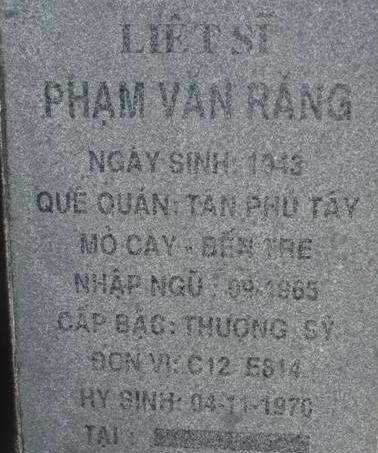 LIỆT SĨ
PHẠM VĂN RĂNG
NGÀY SINH: 1943
QUÊ QUÁN: TÂN PHÚ TÂY
MỎ CÀY - BẾN TRE
NHẬP NGŨ : 09-1965
CẤP BẬC: THƯỢNG SỸ
ĐƠN VỊ: C12 E814
HY SINH: 04-11-1970
TẠI :